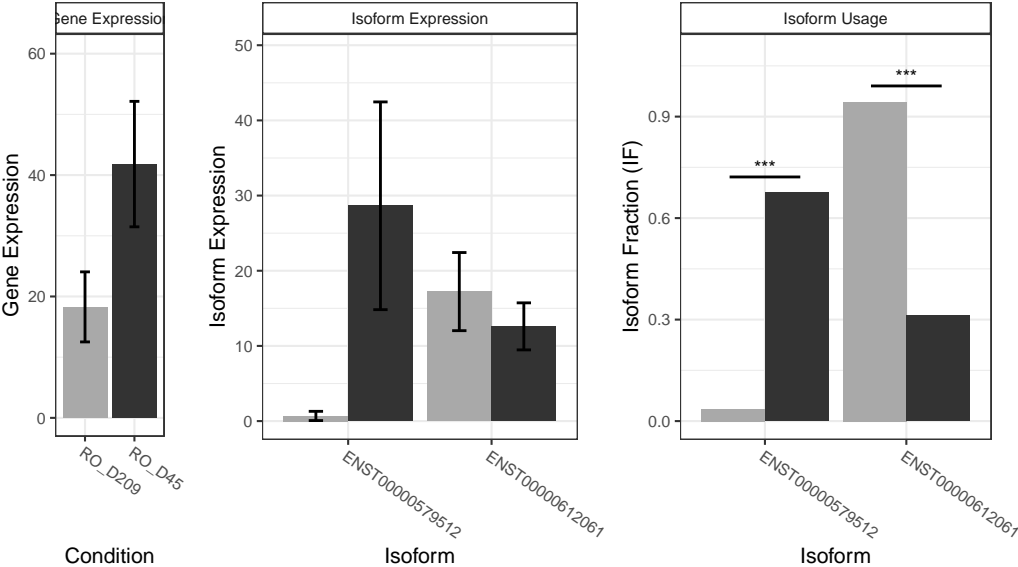 Gene Expression
Isoform Expression
Isoform Usage
Gene Expression
60
40
20
0
RO_D209
RO_D45
Condition
Isoform Expression
50
40
30
20
10
0
ENST00000579512
ENST00000612061
Isoform
Isoform Fraction (IF)
0.9
0.6
0.3
0.0
***
***
ENST00000579512
ENST00000612061
Isoform